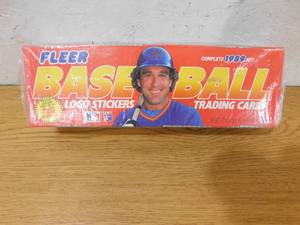 FLEER
COMPLETE 1989 SET
BASEBALL
LOGO STICKERS
TRADING CARDS